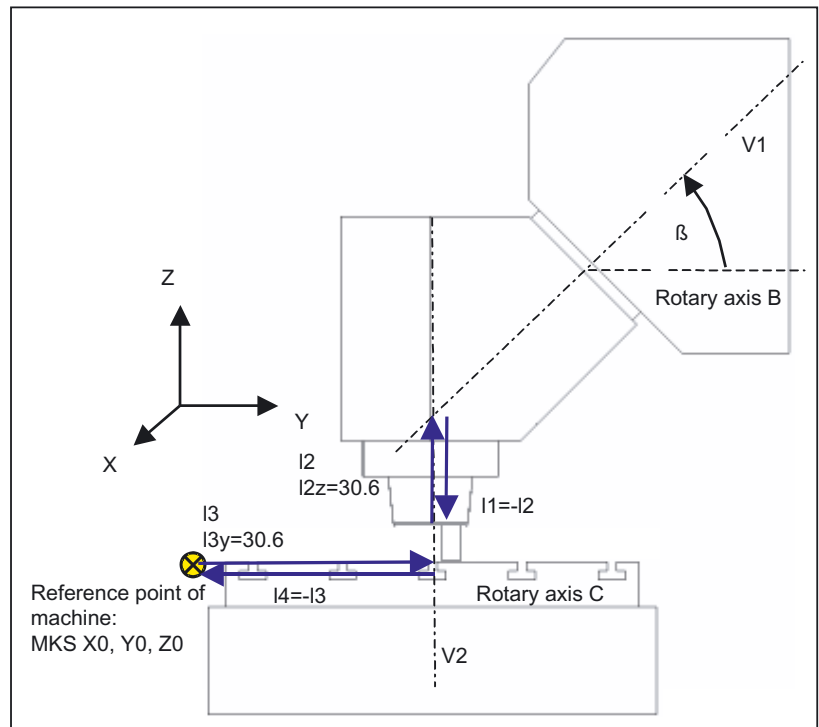 V1
ß
Rotary axis B
Z
Y
X
l2
l2z=30.6
l1=-l2
l3
l3y=30.6
Reference point of
machine:
MKS X0, Y0, Z0
l4=-l3
Rotary axis C
V2